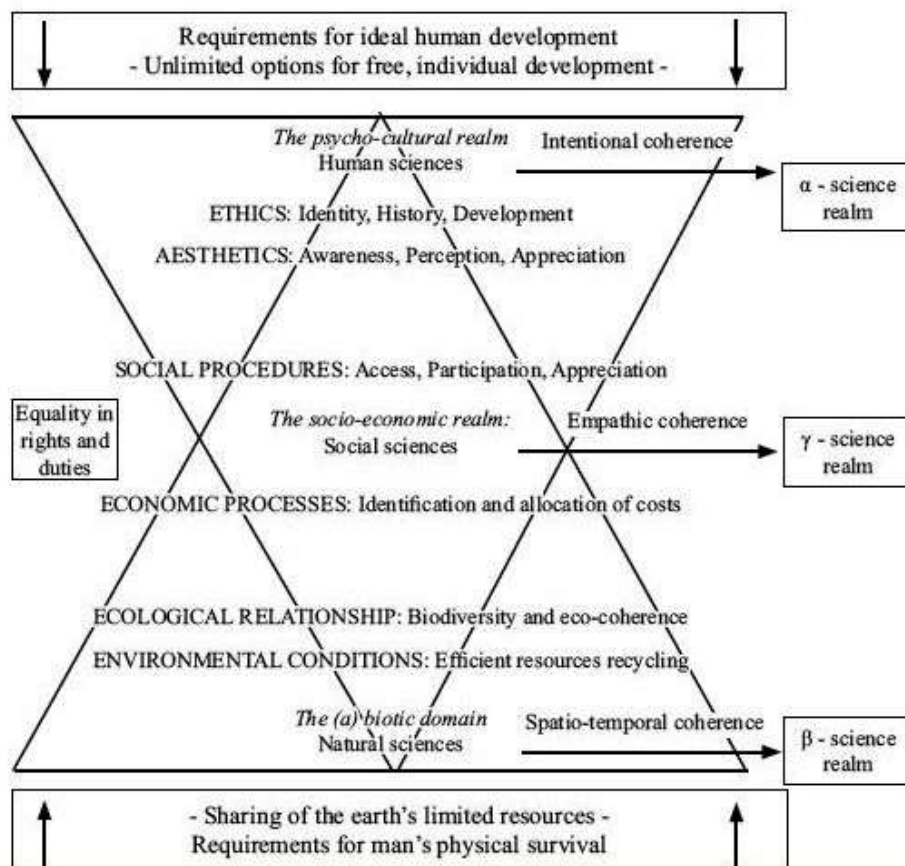 Requirements for ideal human development
- Unlimited options for free, individual development -
The psycho-cultural realm
Human sciences
Intentional coherence
α - science
realm
ETHICS: Identity, History, Development
AESTHETICS: Awareness, Perception, Appreciation
SOCIAL PROCEDURES: Access, Participation, Appreciation
Equality in
rights and
duties
The socio-economic realm:
Social sciences
Empathic coherence
γ - science
realm
ECONOMIC PROCESSES: Identification and allocation of costs
ECOLOGICAL RELATIONSHIP: Biodiversity and eco-coherence
ENVIRONMENTAL CONDITIONS: Efficient resources recycling
The (a) biotic domain
Natural sciences
Spatio-temporal coherence
β - science
realm
- Sharing of the earth's limited resources -
Requirements for man's physical survival